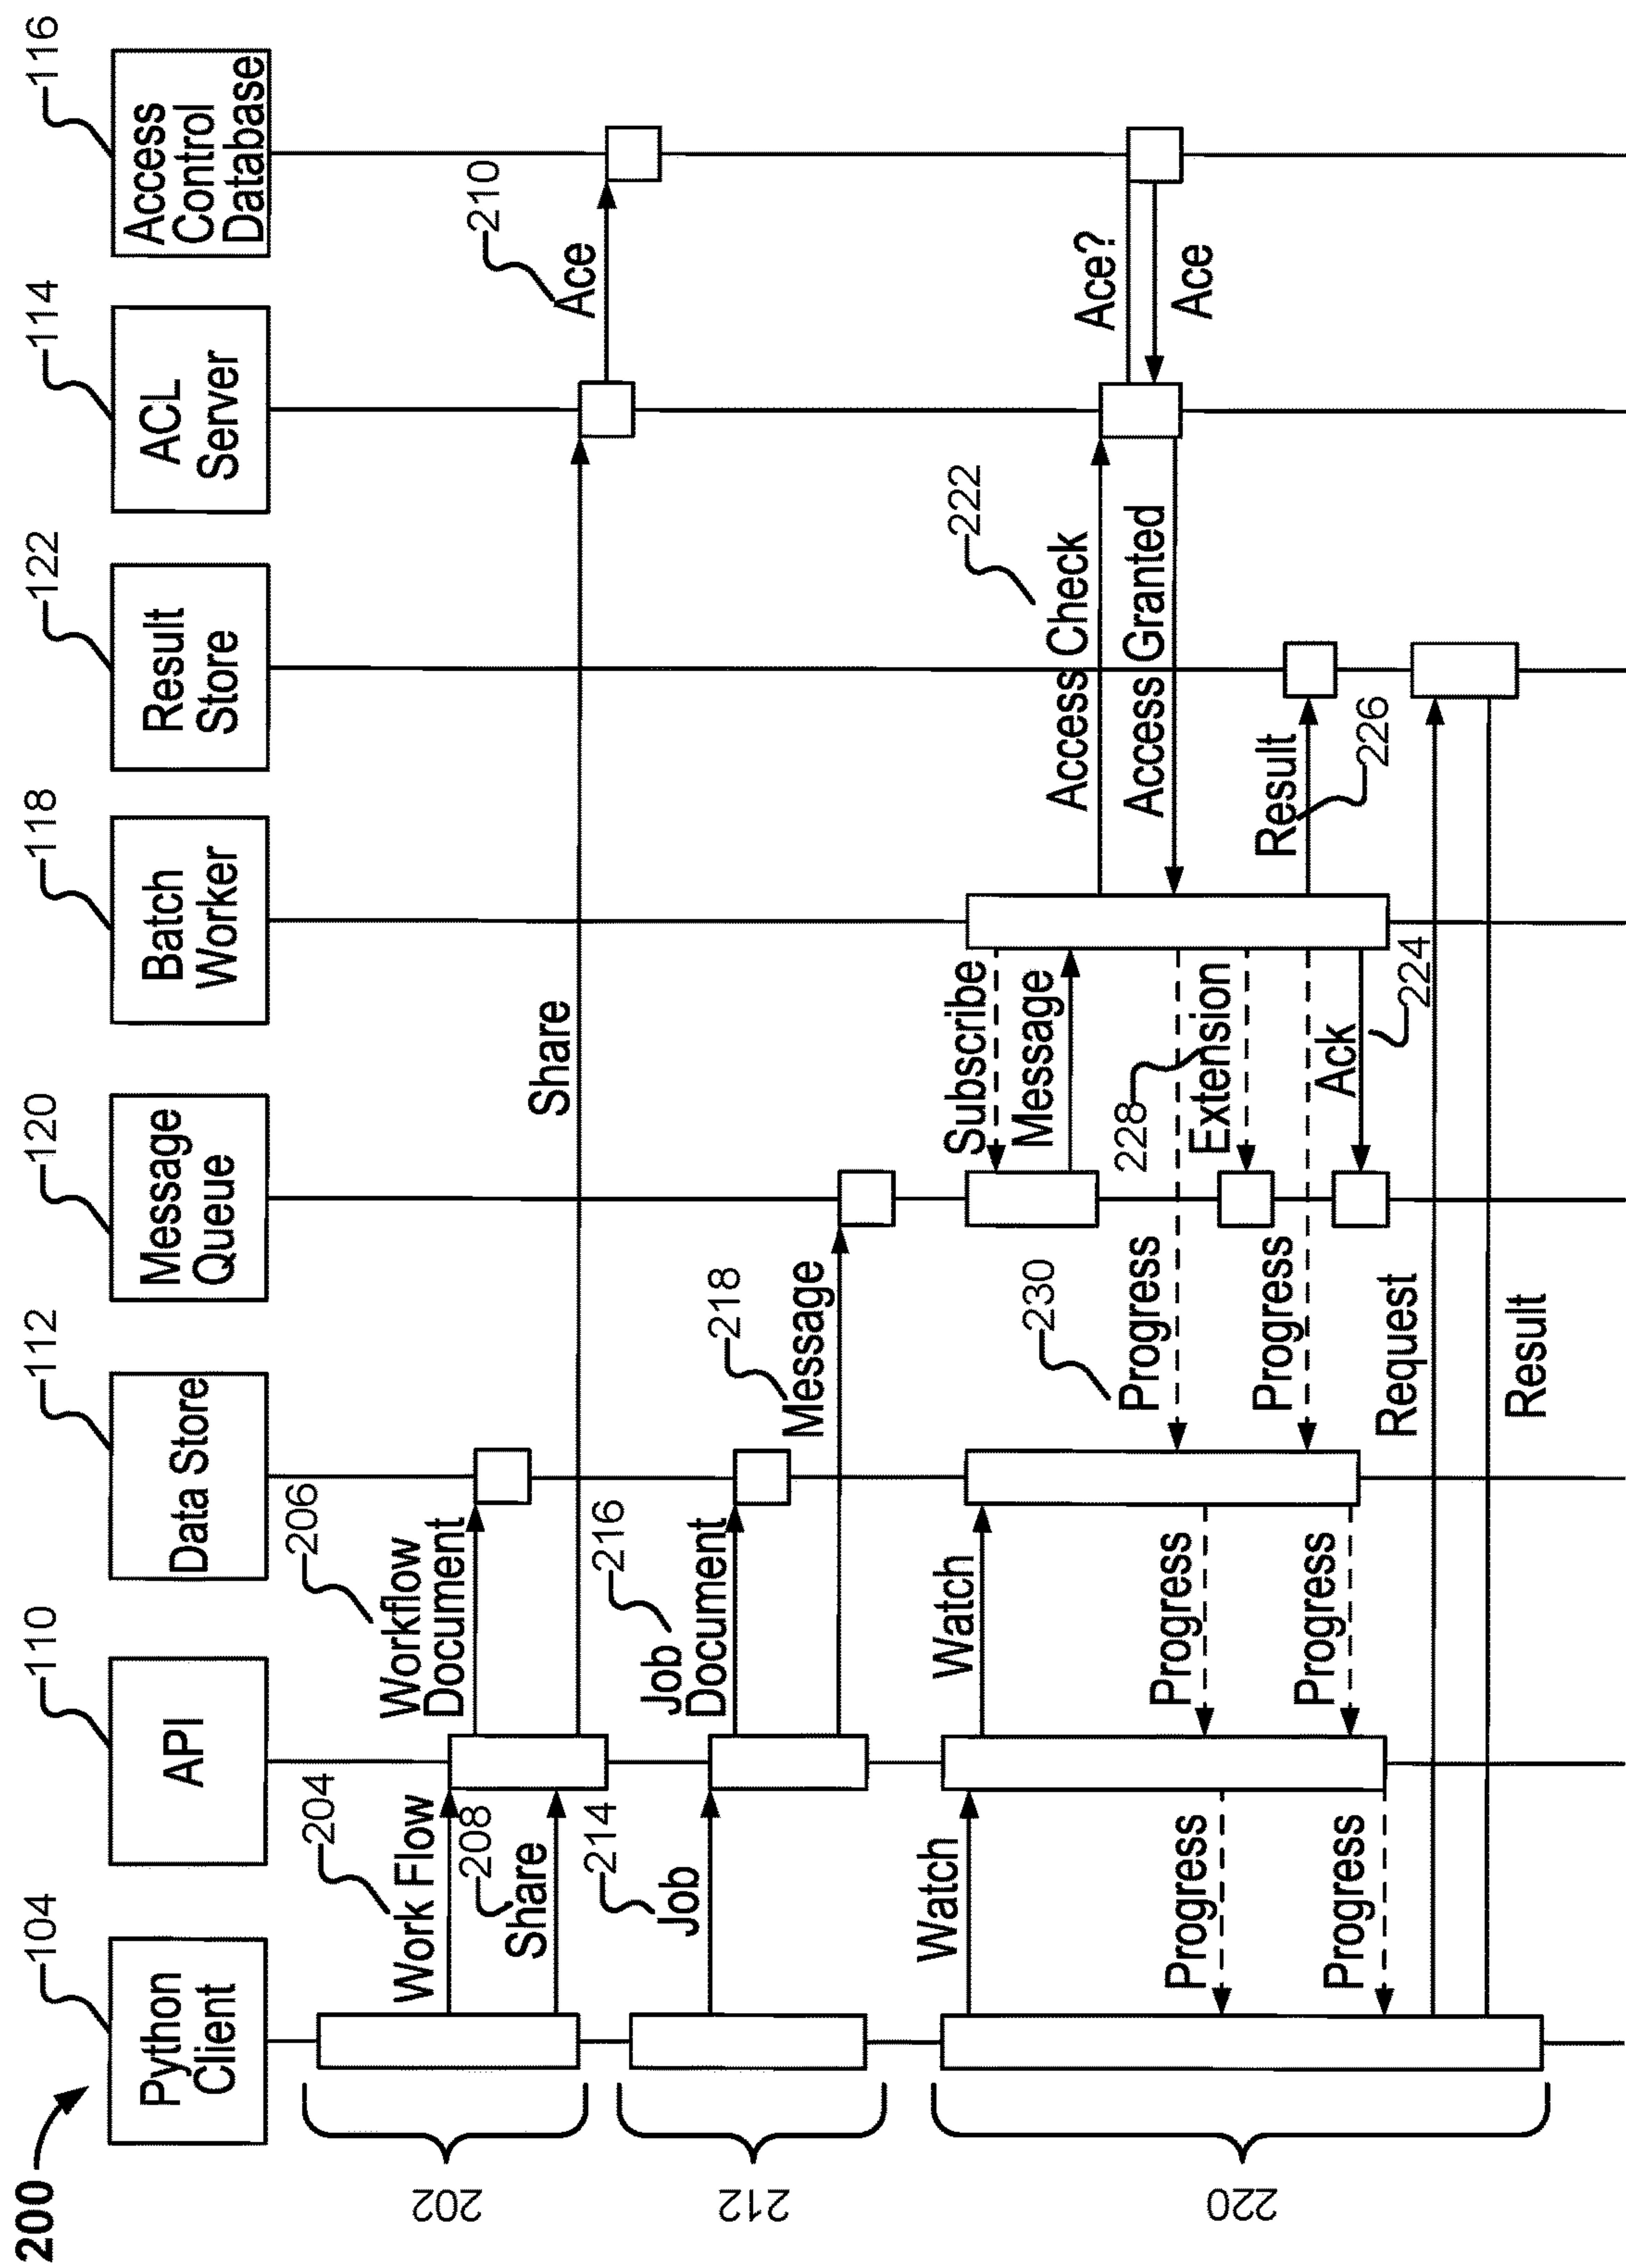 200
104
110
112
120
118
122
114
116
Python
Client
API
Data Store
Message
Queue
Batch
Worker
Result
Store
ACL
Server
Access
Control
Database
202
204
Work Flow
206
Workflow
Document
208
Share
Share
210
Ace
212
214
Job
216
Job
Document
218
Message
220
Watch
Watch
Subscribe
Message
222
Access Check
Ace?
Ace
Access Granted
230
Progress
Progress
Progress
228
Extension
Result
226
Progress
Progress
Progress
Ack
224
Request
Result